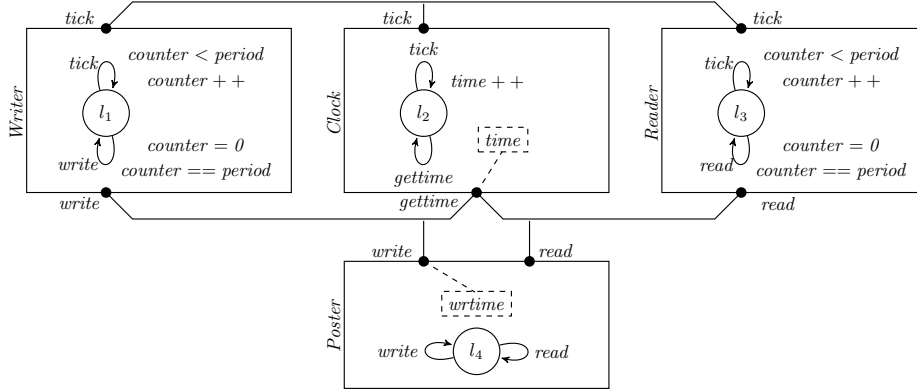 tick tick tick
Writer
counter < period
tick
counter + +
l1
counter = 0
write
counter == period
write
Clock
tick
time + +
l2
time
gettime
gettime
Reader
counter < period
tick
counter + +
l3
counter = 0
read
counter == period
read
write read
Poster
wrtime
write l4 read